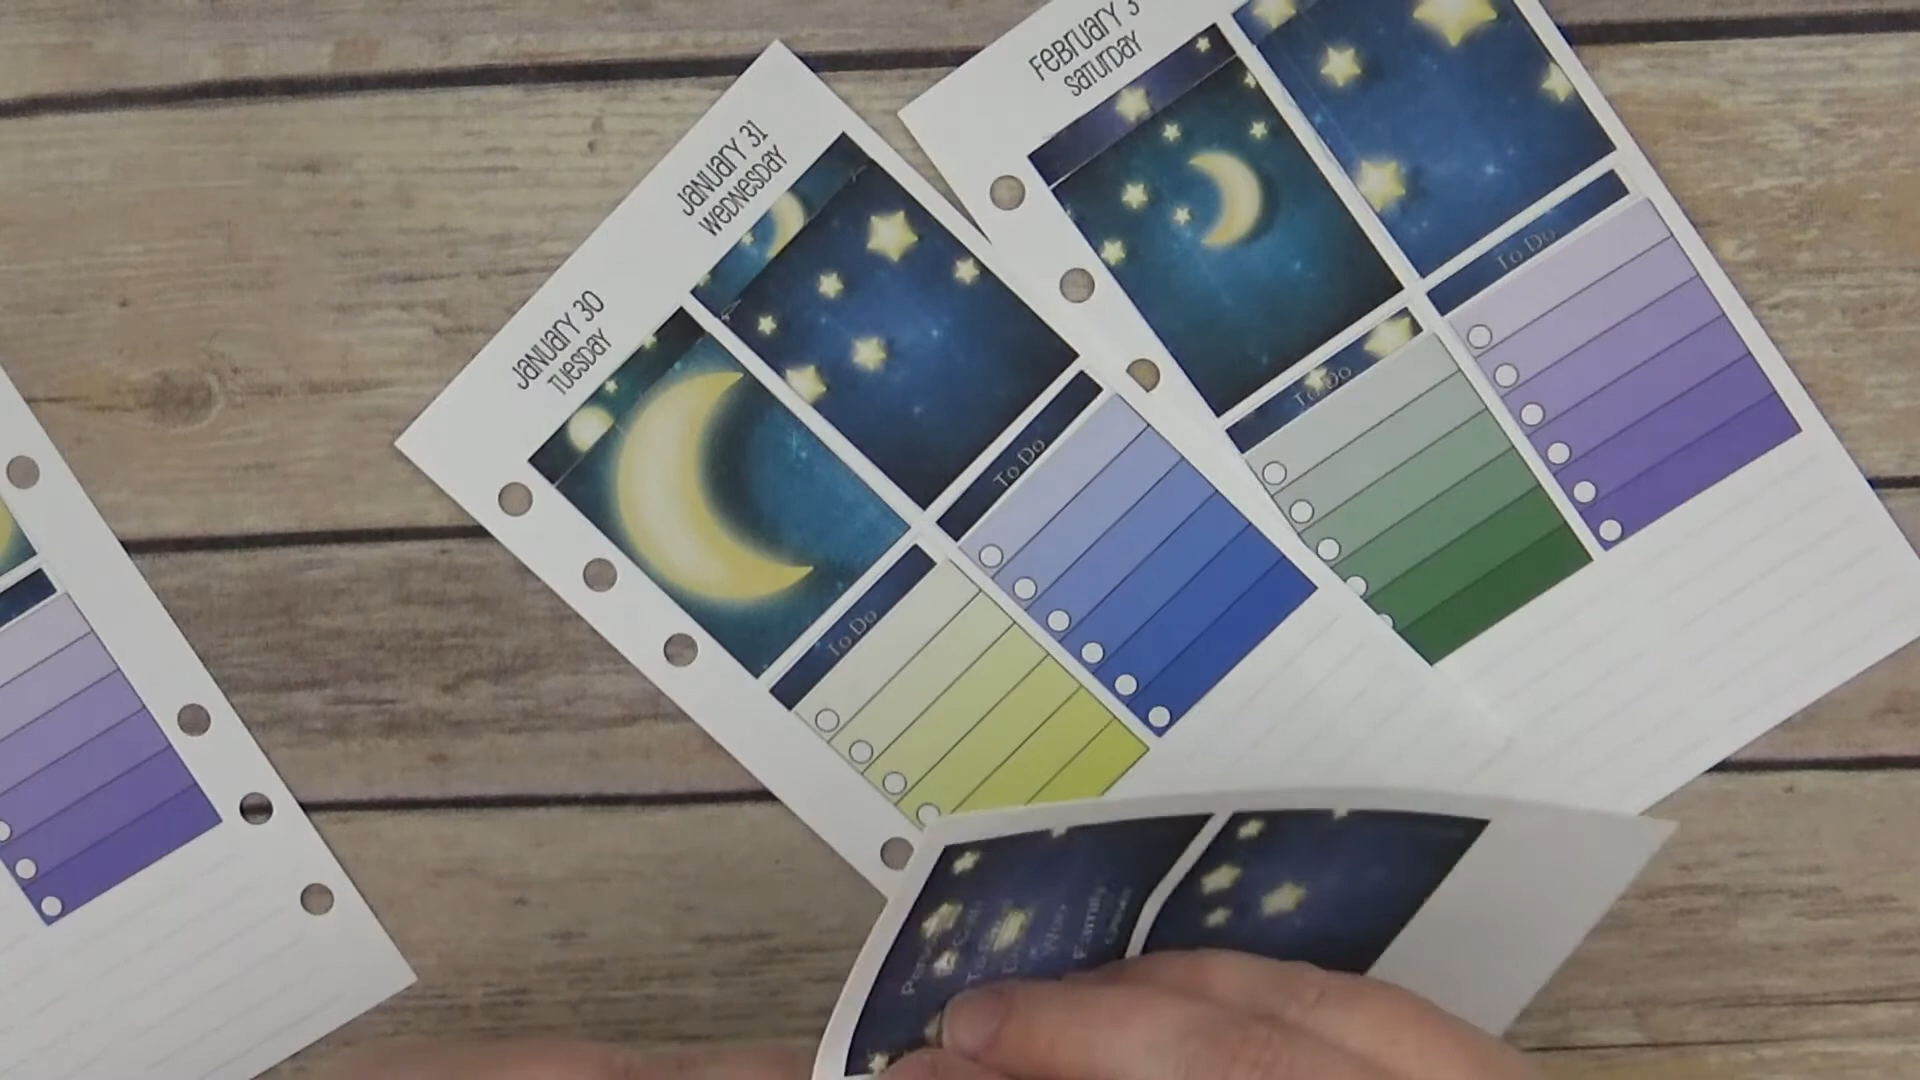 January 30
Tuesday
January 31
Wednesday
To Do
To Do
February 3
Saturday
To Do
To Do
Family